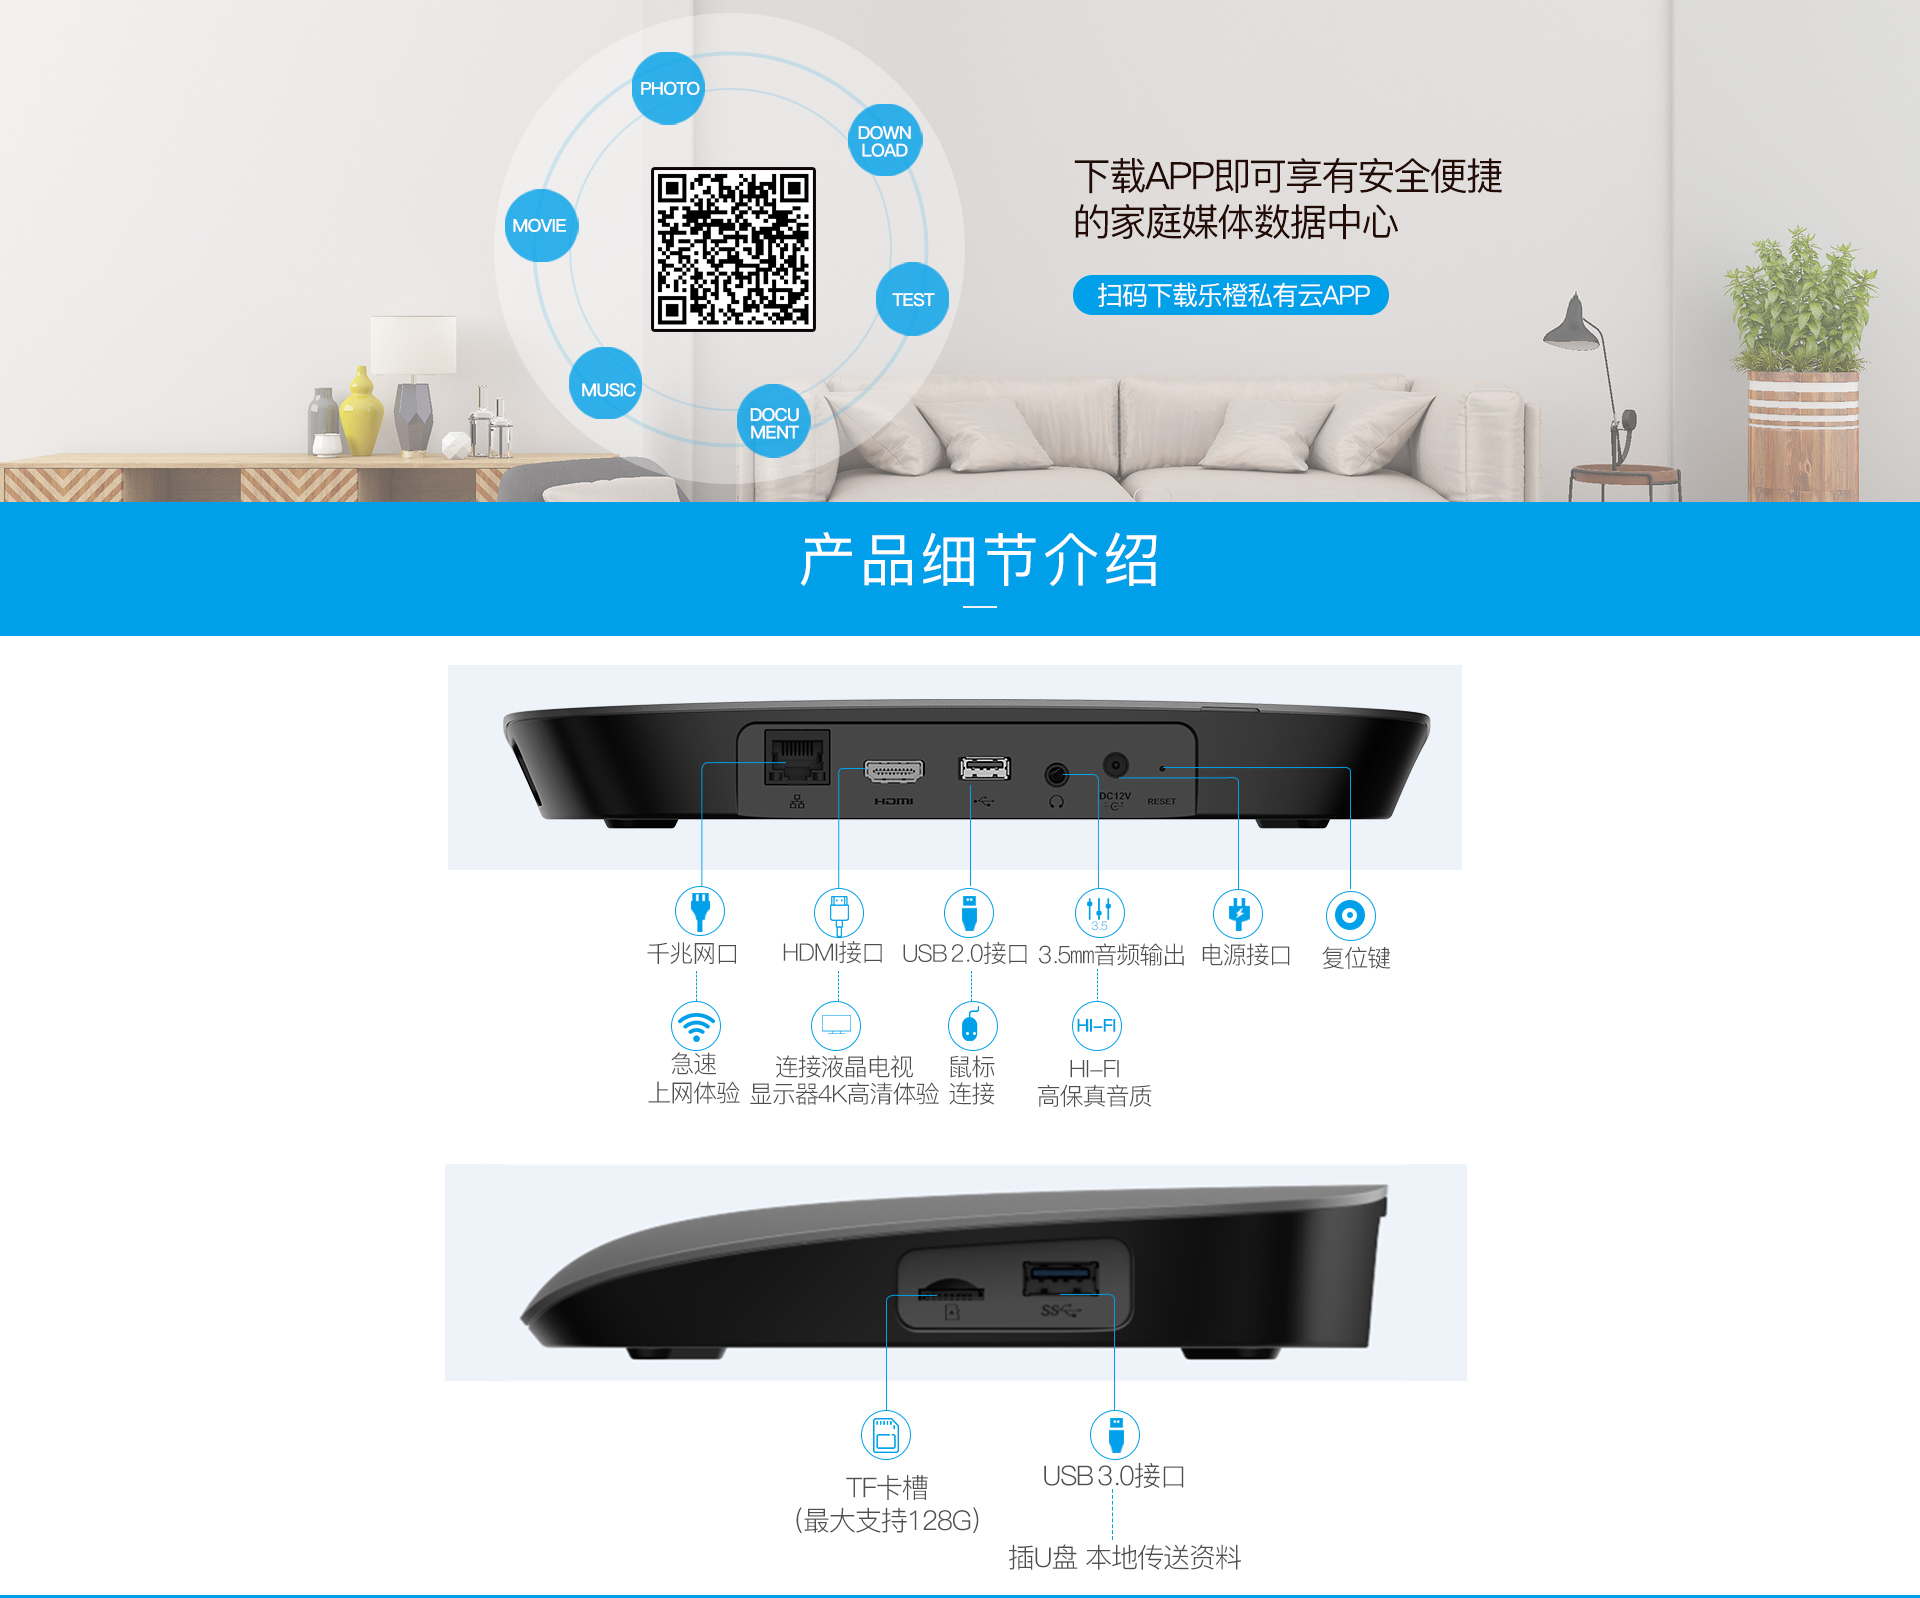 PHOTO
DOWN
LOAD
MOVIE
TEST
MUSIC
DOCU
MENT
下载APP即可享有安全便捷
的家庭媒体数据中心
扫码下载乐橙私有云APP
产品细节介绍
HDMI
DC12V
RESET
3.5
千兆网口
HDMI接口
USB 2.0接口
3.5mm音频输出
电源接口
复位键
HI-FI
急速
上网体验
连接液晶电视
显示器4K高清体验
鼠标
连接
HI-FI
高保真音质
SS
TF卡槽
(最大支持128G)
USB 3.0接口
插U盘 本地传送资料